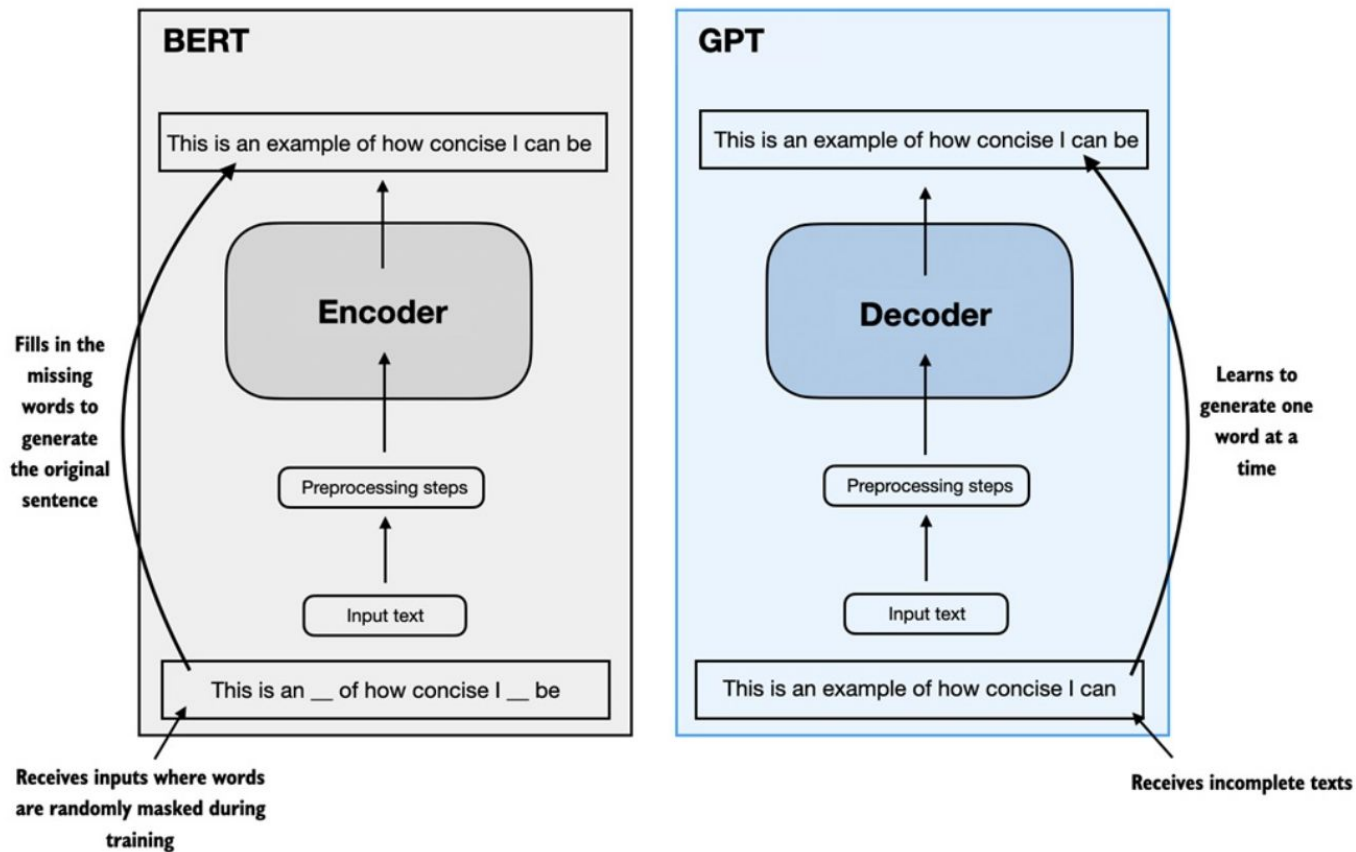 BERT
This is an example of how concise I can be
Encoder
Fills in the
missing
words to
generate
the original
sentence
Preprocessing steps
Input text
This is an __ of how concise I __ be
Receives inputs where words
are randomly masked during
training
GPT
This is an example of how concise I can be
Decoder
Learns to
generate one
word at a
time
Preprocessing steps
Input text
This is an example of how concise I can
Receives incomplete texts